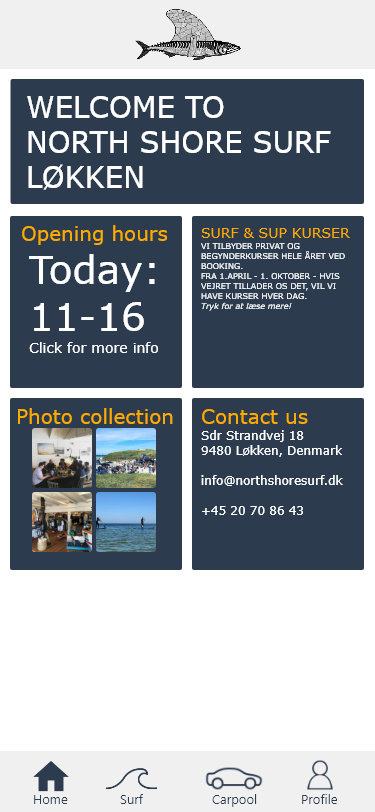 WELCOME TO
NORTH SHORE SURF
LØKKEN
Opening hours
Today:
11-16
Click for more info
SURF & SUP KURSER
VI TILBYDER PRIVAT OG
BEGYNDERKURSER HELE ÅRET VED
BOOKING.
FRA 1.APRIL - 1. OKTOBER - HVIS
VEJRET TILLADER OS DET, VIL VI
HAVE KURSER HVER DAG.
Tryk for at læse mere!
Photo collection
Contact us
Sdr Strandvej 18
9480 Løkken, Denmark
info@northshoresurf.dk
+45 20 70 86 43
Home
Surf
Carpool
Profile